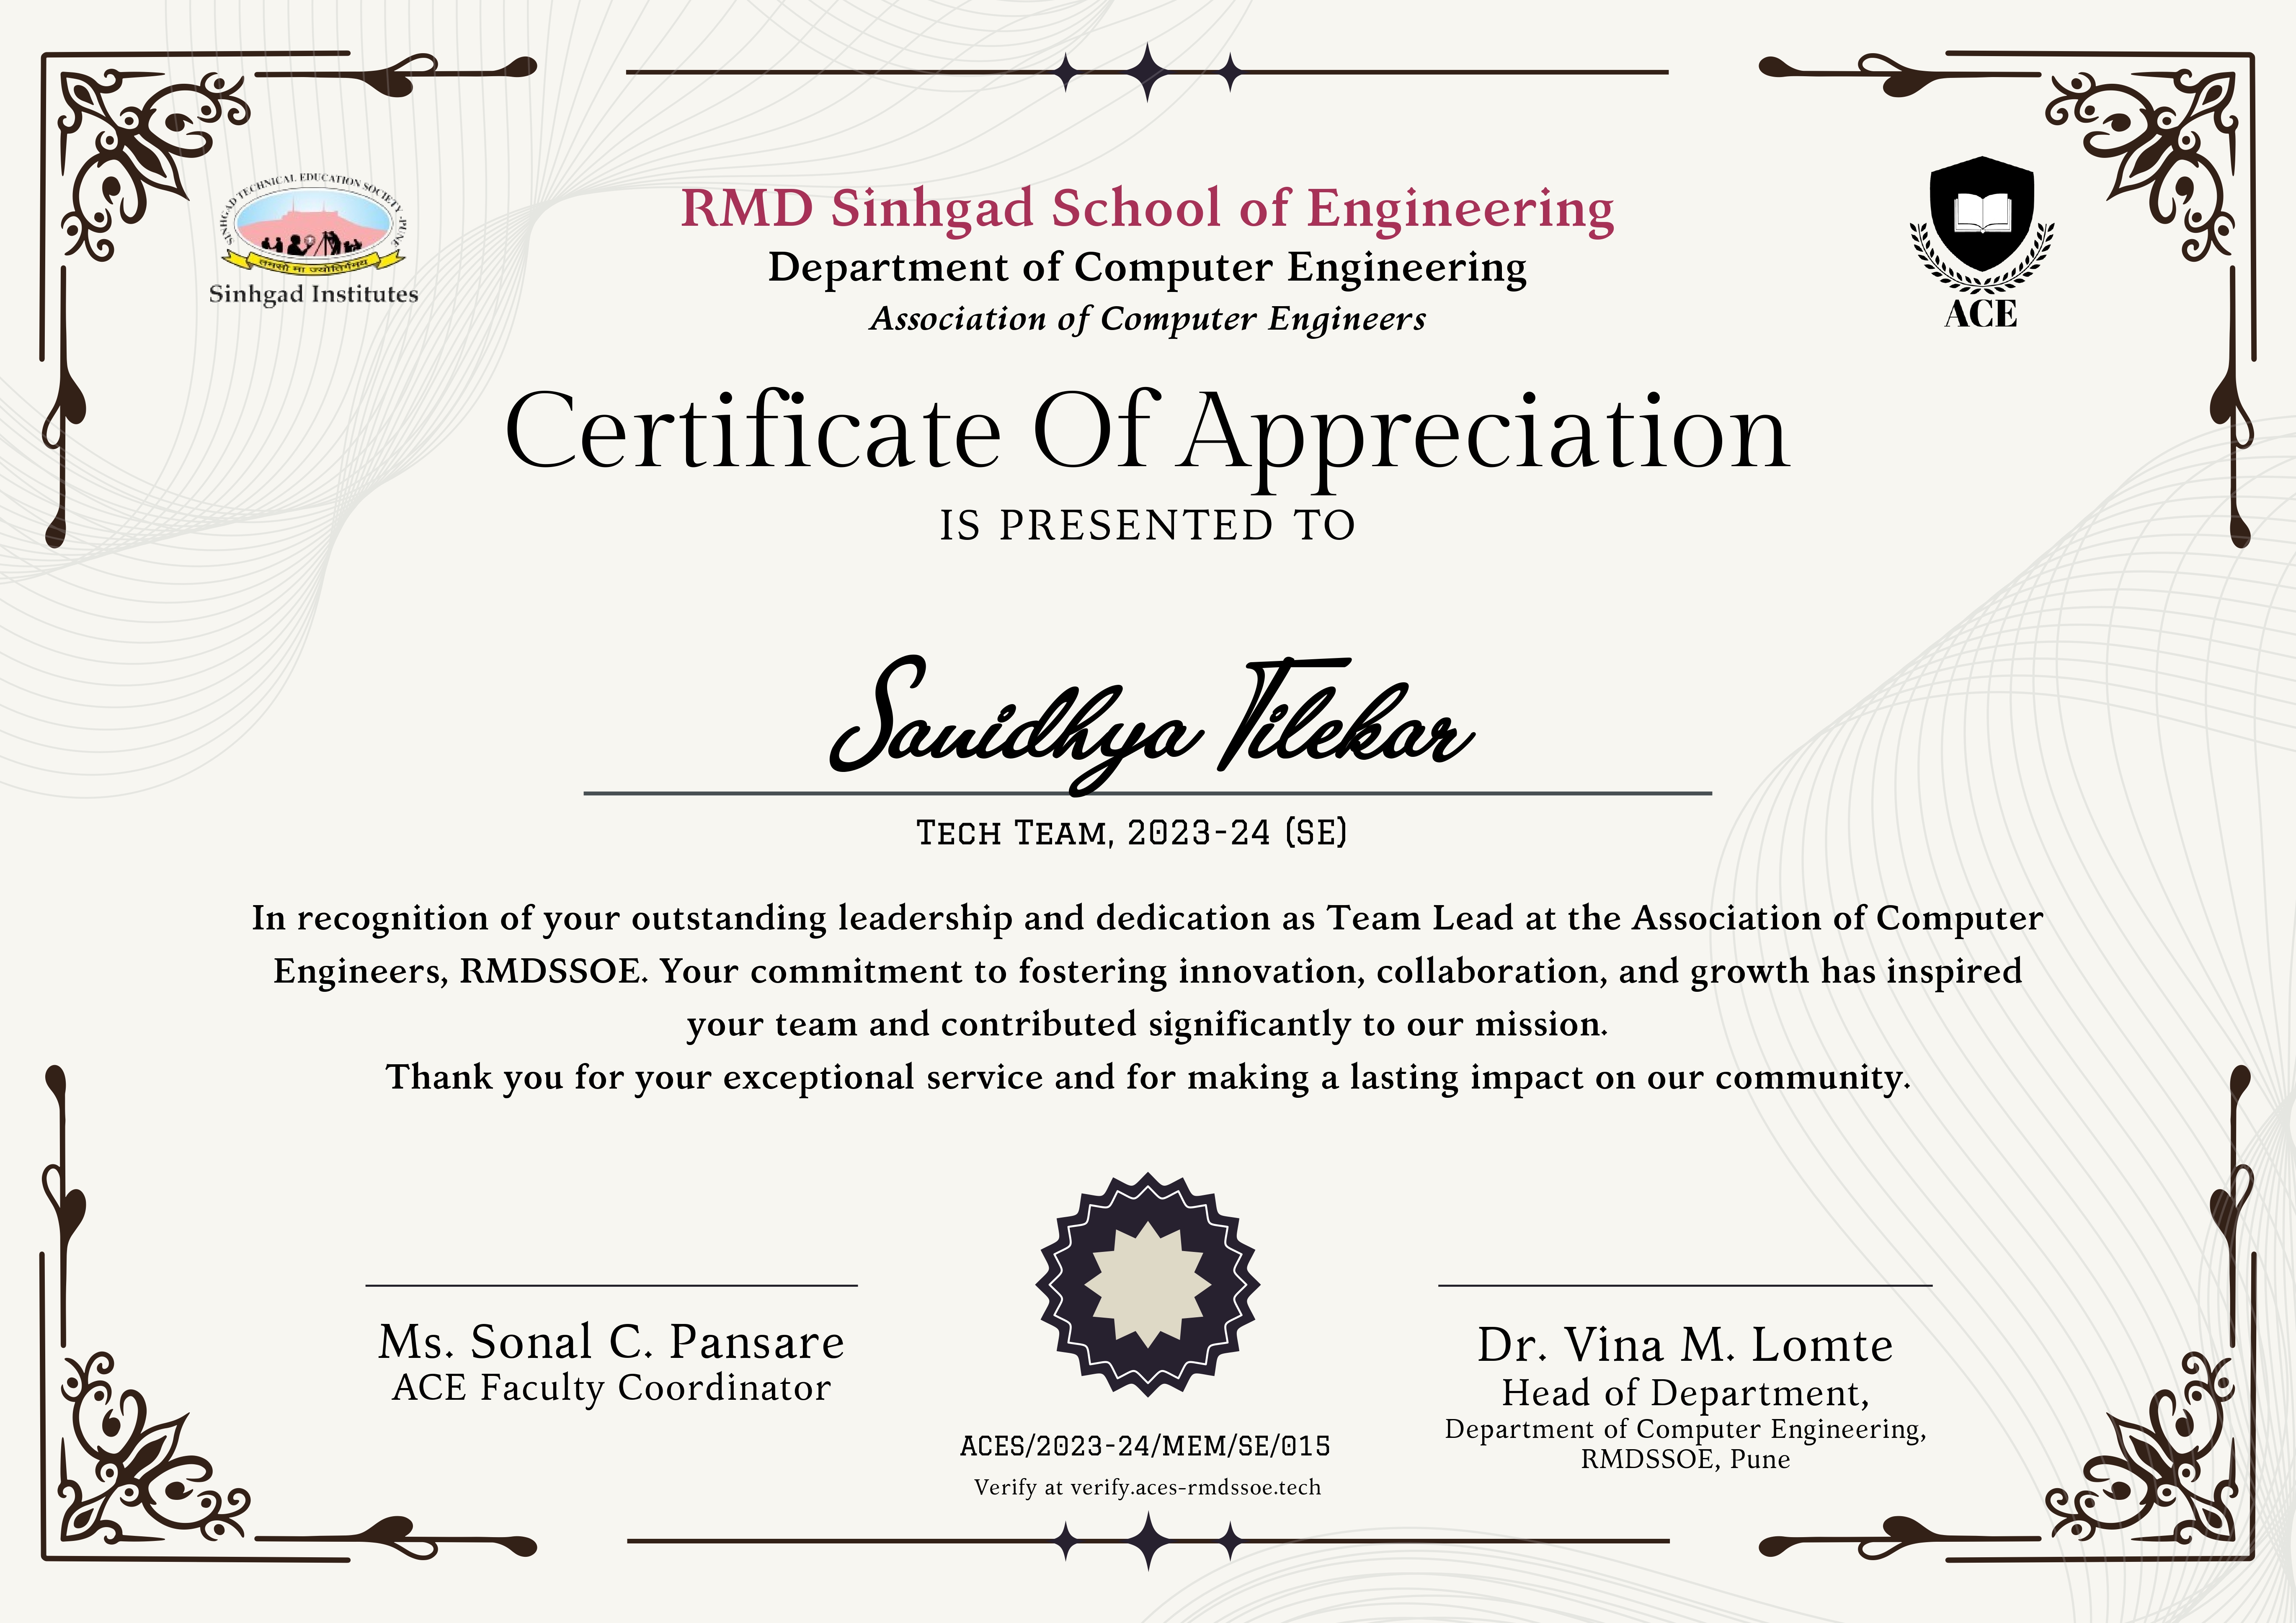 SINHGAD TECHNICAL EDUCATION SOCIETY - PUNE
तमसो मा ज्योतिर्गमय
Sinhgad Institutes
RMD Sinhgad School of Engineering
Department of Computer Engineering
Association of Computer Engineers
ACE
Certificate Of Appreciation
IS PRESENTED TO
Sanidhya Tilekar
Tech Team, 2023-24 (SE)
In recognition of your outstanding leadership and dedication as Team Lead at the Association of Computer
Engineers, RMDSSOE. Your commitment to fostering innovation, collaboration, and growth has inspired
your team and contributed significantly to our mission.
Thank you for your exceptional service and for making a lasting impact on our community.
Ms. Sonal C. Pansare
ACE Faculty Coordinator
ACES/2023-24/MEM/SE/015
Verify at verify.aces-rmdssoe.tech
Dr. Vina M. Lomte
Head of Department,
Department of Computer Engineering,
RMDSSOE, Pune